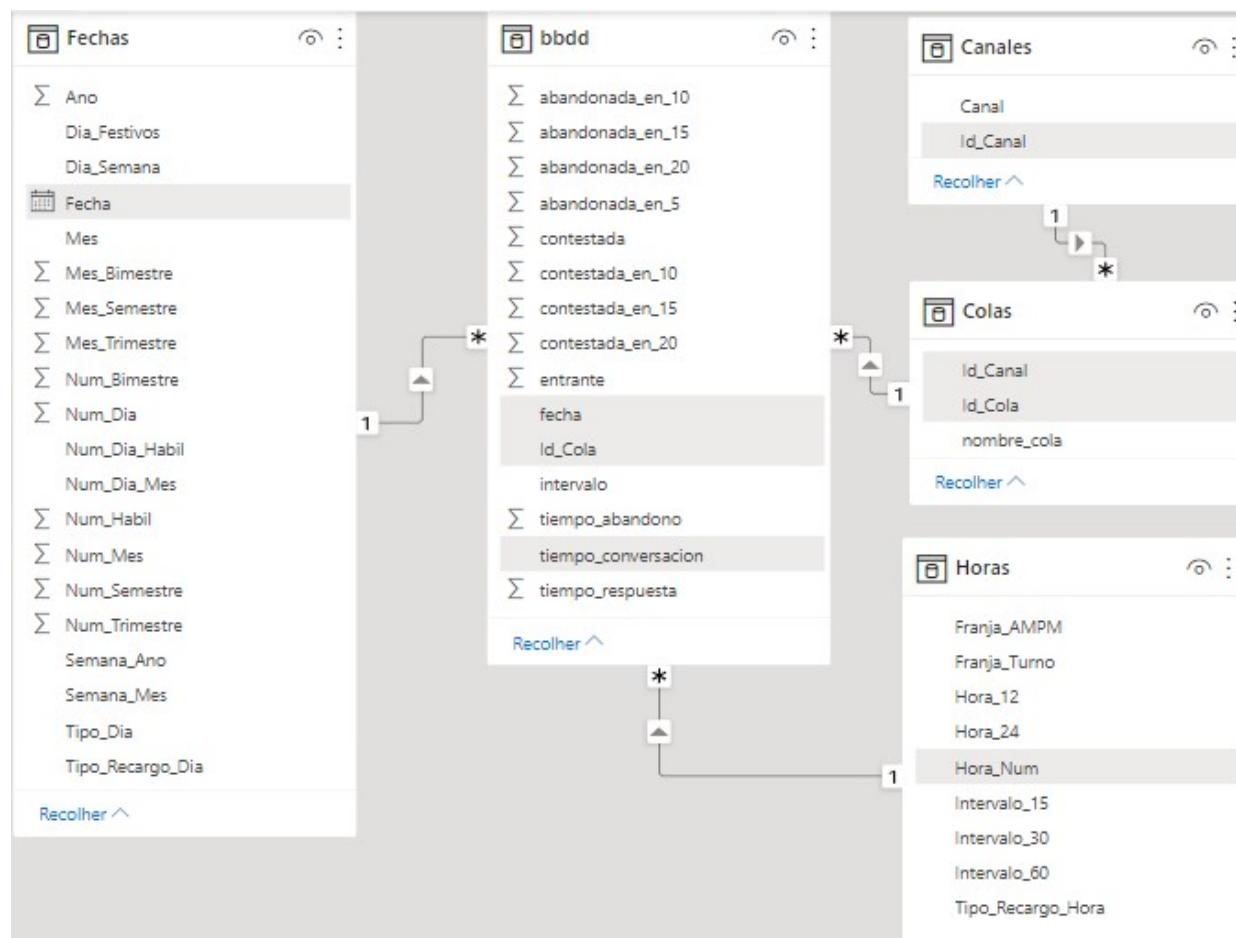 Fechas
Ano
Dia_Festivos
Dia_Semana
Fecha
Mes
Mes_Bimestre
Mes_Semestre
Mes_Trimestre
Num_Bimestre
Num_Dia
Num_Dia_Habil
Num_Dia_Mes
Num_Habil
Num_Mes
Num_Semestre
Num_Trimestre
Semana_Ano
Semana_Mes
Tipo_Dia
Tipo_Recargo_Dia
Recolher
1
*
bbdd
abandonada_en_10
abandonada_en_15
abandonada_en_20
abandonada_en_5
contestada
contestada_en_10
contestada_en_15
contestada_en_20
entrante
fecha
Id_Cola
intervalo
tiempo_abandono
tiempo_conversacion
tiempo_respuesta
Recolher
*
1
*
1
Canales
Canal
Id_Canal
Recolher
1
*
Colas
Id_Canal
Id_Cola
nombre_cola
Recolher
Horas
Franja_AMPM
Franja_Turno
Hora_12
Hora_24
Hora_Num
Intervalo_15
Intervalo_30
Intervalo_60
Tipo_Recargo_Hora